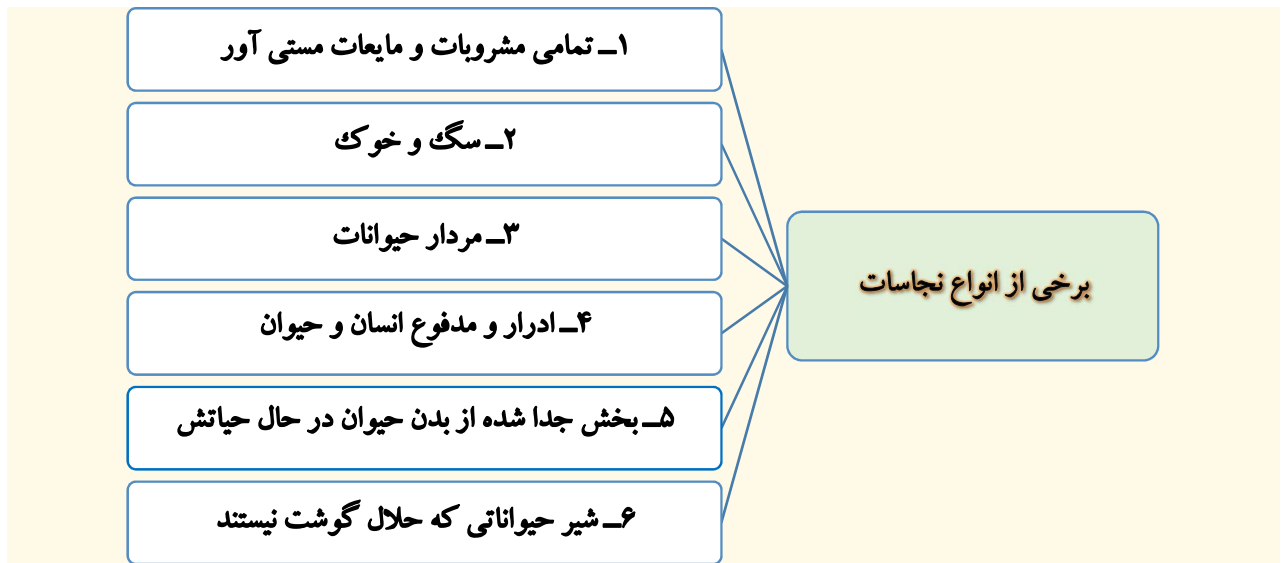 برخی از انواع نجاسات
۱ــ تمامی مشروبات و مایعات مستی آور
۲ــ سگ و خوک
۳ــ مردار حیوانات
۴ــ ادرار و مدفوع انسان و حیوان
۵ــ بخش جدا شده از بدن حیوان در حال حیاتش
۶ــ شیر حیواناتی که حلال گوشت نیستند